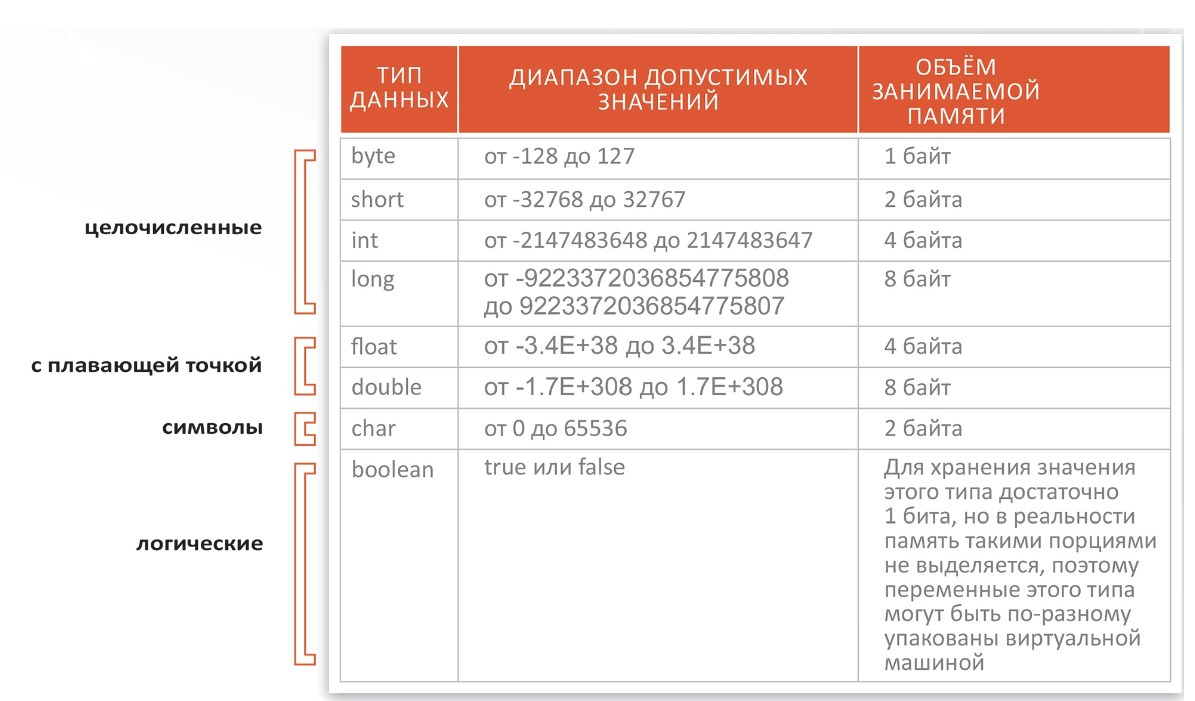 ТИП
ДАННЫХ
ДИАПАЗОН ДОПУСТИМЫХ
ЗНАЧЕНИЙ
ОБЪЁМ
ЗАНИМАЕМОЙ
ПАМЯТИ
целочисленные
byte
от -128 до 127
1 байт
short
от -32768 до 32767
2 байта
int
от -2147483648 до 2147483647
4 байта
long
от -9223372036854775808
до 9223372036854775807
8 байт
с плавающей точкой
float
от -3.4E+38 до 3.4E+38
4 байта
double
от -1.7E+308 до 1.7E+308
8 байт
символы
char
от 0 до 65536
2 байта
логические
boolean
true или false
Для хранения значения
этого типа достаточно
1 бита, но в реальности
память такими порциями
не выделяется, поэтому
переменные этого типа
могут быть по-разному
упакованы виртуальной
машиной